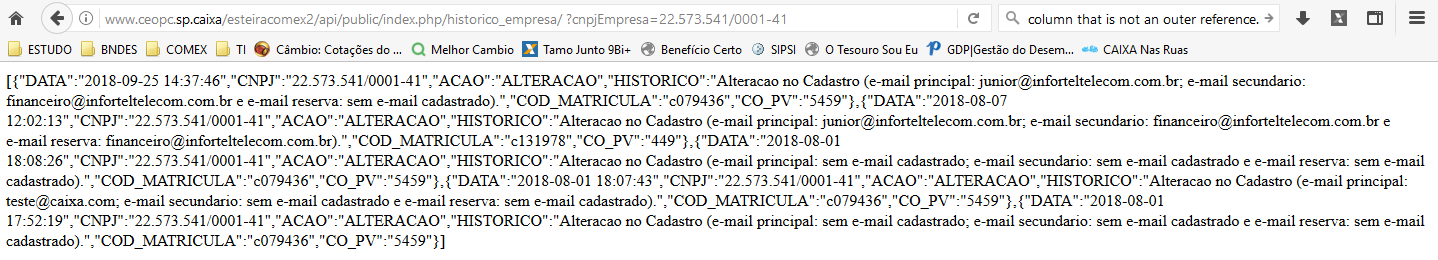 www.ceopc.sp.caixa/esteiracomex2/api/public/index.php/historico_empresa/ ?cnpjEmpresa=22.573.541/0001-41
column that is not an outer reference.
ESTUDO BNDES COMEX TI Câmbio: Cotações do ... Melhor Cambio Tamo Junto 9Bi+ Benefício Certo SIPSI O Tesouro Sou Eu GDP|Gestão do Desem... CAIXA Nas Ruas
[{"DATA":"2018-09-25 14:37:46","CNPJ":"22.573.541/0001-41","ACAO":"ALTERACAO","HISTORICO":"Alteracao no Cadastro (e-mail principal: junior@inforteltelecom.com.br; e-mail secundario:
financeiro@inforteltelecom.com.br e e-mail reserva: sem e-mail cadastrado).","COD_MATRICULA":"c079436","CO_PV":"5459"},{"DATA":"2018-08-07
12:02:13","CNPJ":"22.573.541/0001-41","ACAO":"ALTERACAO","HISTORICO":"Alteracao no Cadastro (e-mail principal: junior@inforteltelecom.com.br; e-mail secundario: financeiro@inforteltelecom.com.br e
e-mail reserva: financeiro@inforteltelecom.com.br).","COD_MATRICULA":"c131978","CO_PV":"449"},{"DATA":"2018-08-01
18:08:26","CNPJ":"22.573.541/0001-41","ACAO":"ALTERACAO","HISTORICO":"Alteracao no Cadastro (e-mail principal: sem e-mail cadastrado; e-mail secundario: sem e-mail cadastrado e e-mail reserva: sem e-mail
cadastrado).","COD_MATRICULA":"c079436","CO_PV":"5459"},{"DATA":"2018-08-01 18:07:43","CNPJ":"22.573.541/0001-41","ACAO":"ALTERACAO","HISTORICO":"Alteracao no Cadastro (e-mail principal:
teste@caixa.com; e-mail secundario: sem e-mail cadastrado e e-mail reserva: sem e-mail cadastrado).","COD_MATRICULA":"c079436","CO_PV":"5459"},{"DATA":"2018-08-01
17:52:19","CNPJ":"22.573.541/0001-41","ACAO":"ALTERACAO","HISTORICO":"Alteracao no Cadastro (e-mail principal: sem e-mail cadastrado; e-mail secundario: sem e-mail cadastrado e e-mail reserva: sem e-mail
cadastrado).","COD_MATRICULA":"c079436","CO_PV":"5459"}]